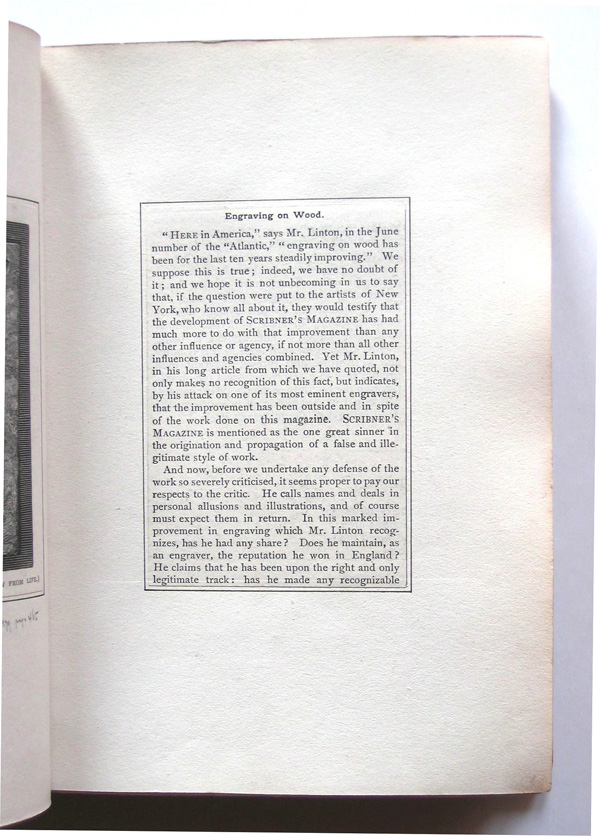 Engraving on Wood.
“ HERE in America,” says Mr. Linton, in the June
number of the “Atlantic,” “ engraving on wood has
been for the last ten years steadily improving.” We
suppose this is true ; indeed, we have no doubt of
it ; and we hope it is not unbecoming in us to say
that, if the question were put to the artists of New
York, who know all about it, they would testify that
the development of SCRIBNER’S MAGAZINE has had
much more to do with that improvement than any
other influence or agency, if not more than all other
influences and agencies combined. Yet Mr. Linton,
in his long article from which we have quoted, not
only makes no recognition of this fact, but indicates,
by his attack on one of its most eminent engravers,
that the improvement has been outside and in spite
of the work done on this magazine. SCRIBNER’S
MAGAZINE is mentioned as the one great sinner in
the origination and propagation of a false and ille-
gitimate style of work.
And now, before we undertake any defense of the
work so severely criticised, it seems proper to pay our
respects to the critic. He calls names and deals in
personal allusions and illustrations, and of course
must expect them in return. In this marked im-
provement in engraving which Mr. Linton recog-
nizes, has he had any share ? Does he maintain, as
an engraver, the reputation he won in England ?
He claims that he has been upon the right and only
legitimate track : has he made any recognizable
FROM LIFE.)